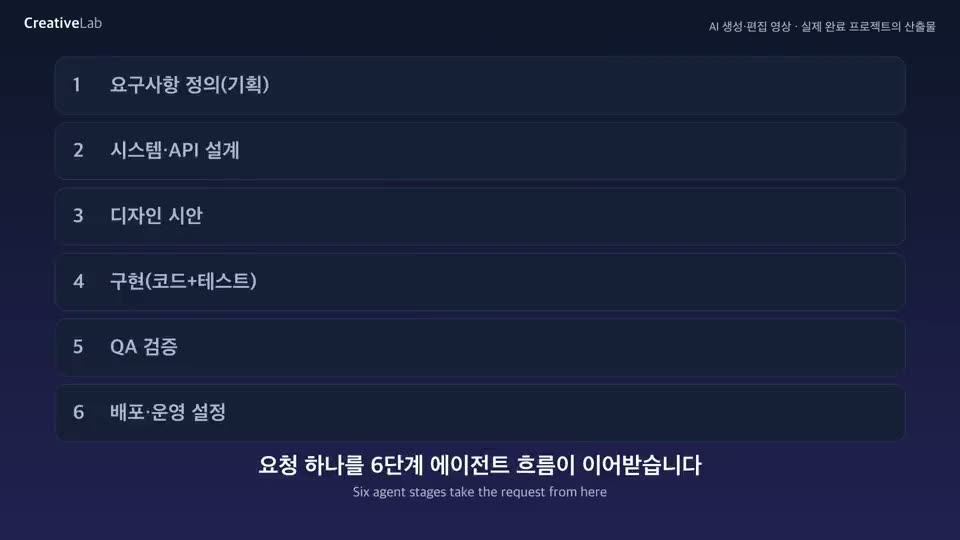 CreativeLab
AI 생성·편집 영상 · 실제 완료 프로젝트의 산출물
1 요구사항 정의(기획)
2 시스템·API 설계
3 디자인 시안
4 구현(코드+테스트)
5 QA 검증
6 배포·운영 설정
요청 하나를 6단계 에이전트 흐름이 이어받습니다
Six agent stages take the request from here